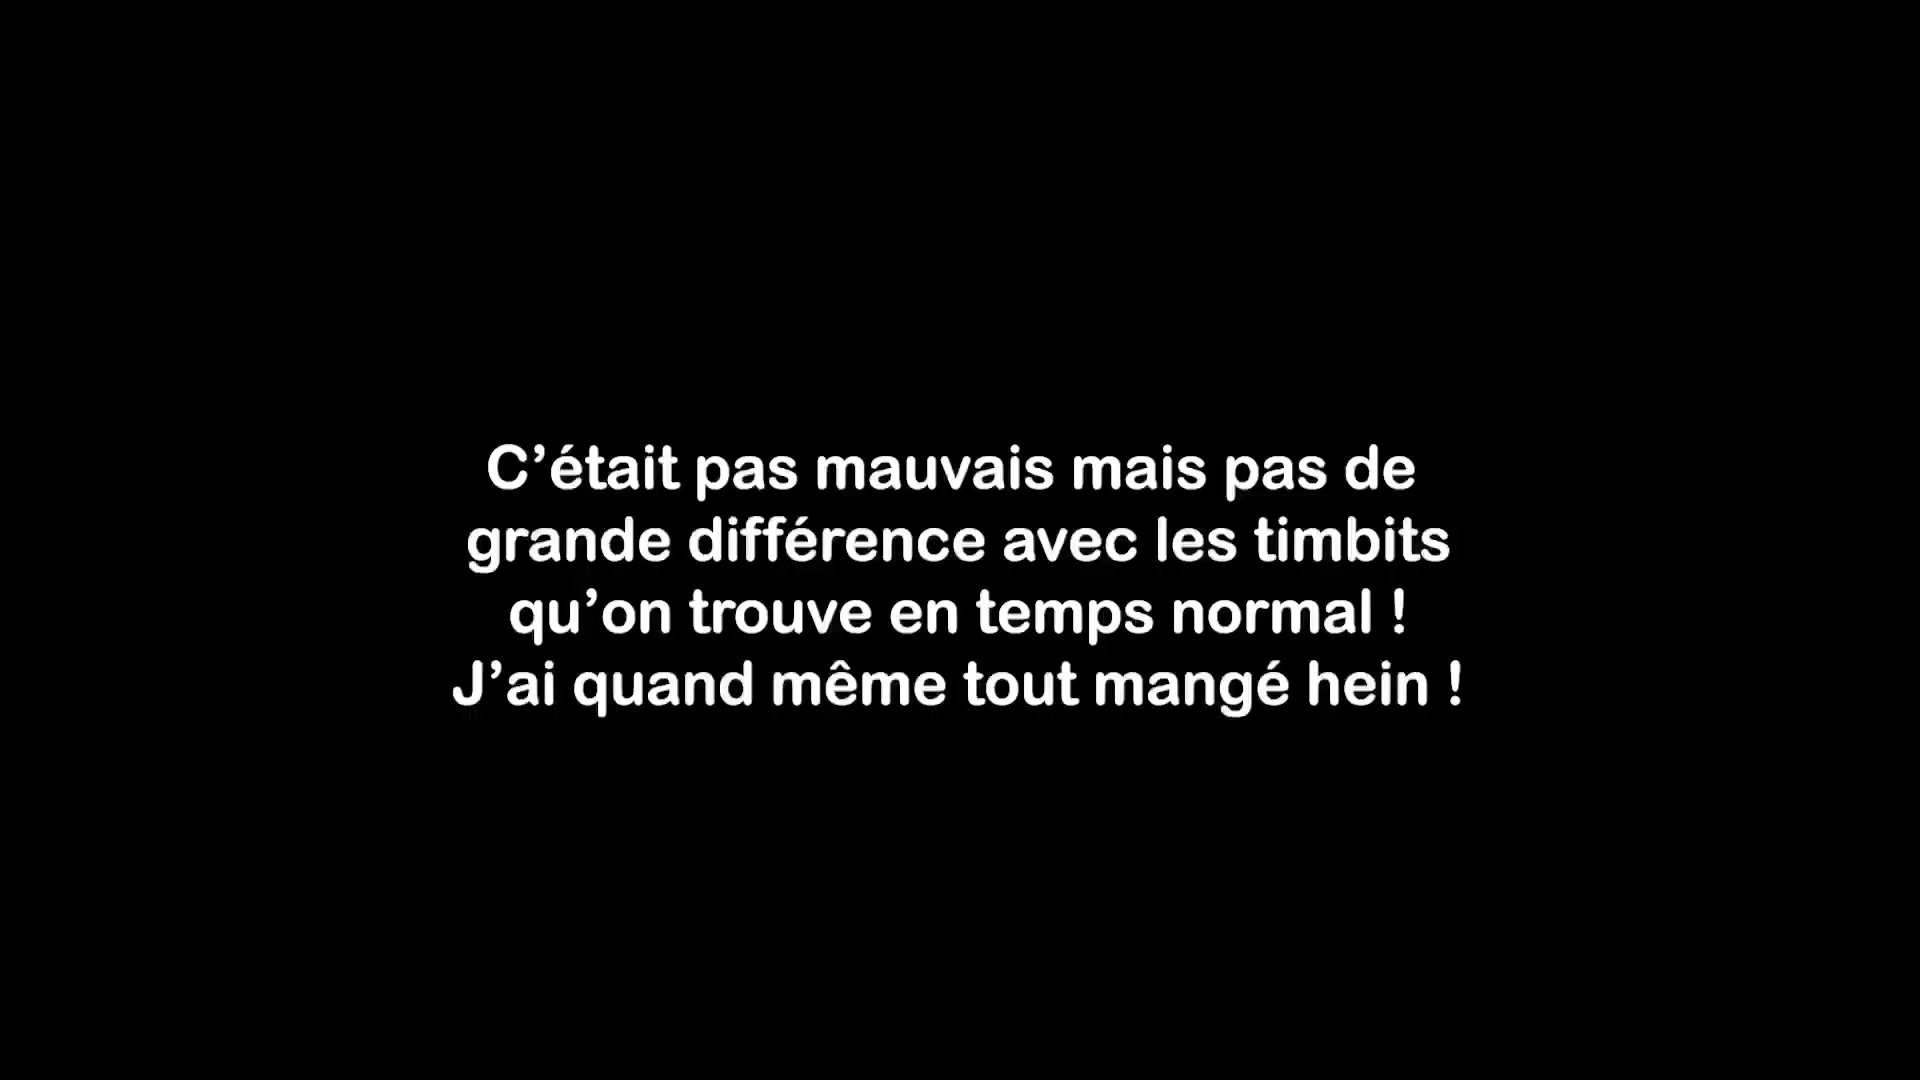 C’était pas mauvais mais pas de
grande différence avec les timbits
qu’on trouve en temps normal !
J’ai quand même tout mangé hein !